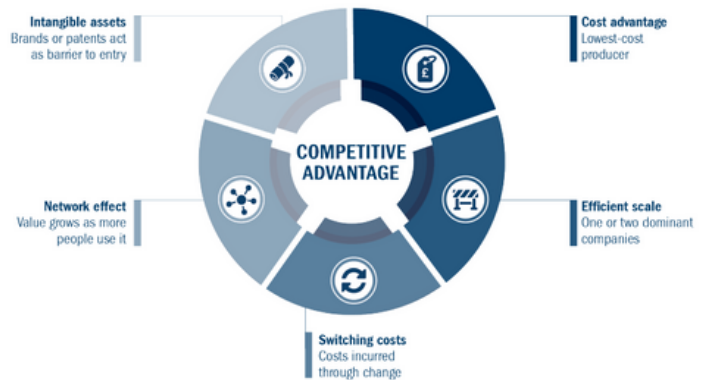 Intangible assets
Brands or patents act
as barrier to entry
Cost advantage
Lowest-cost
producer
£
COMPETITIVE
ADVANTAGE
Network effect
Value grows as more
people use it
Efficient scale
One or two dominant
companies
Switching costs
Costs incurred
through change